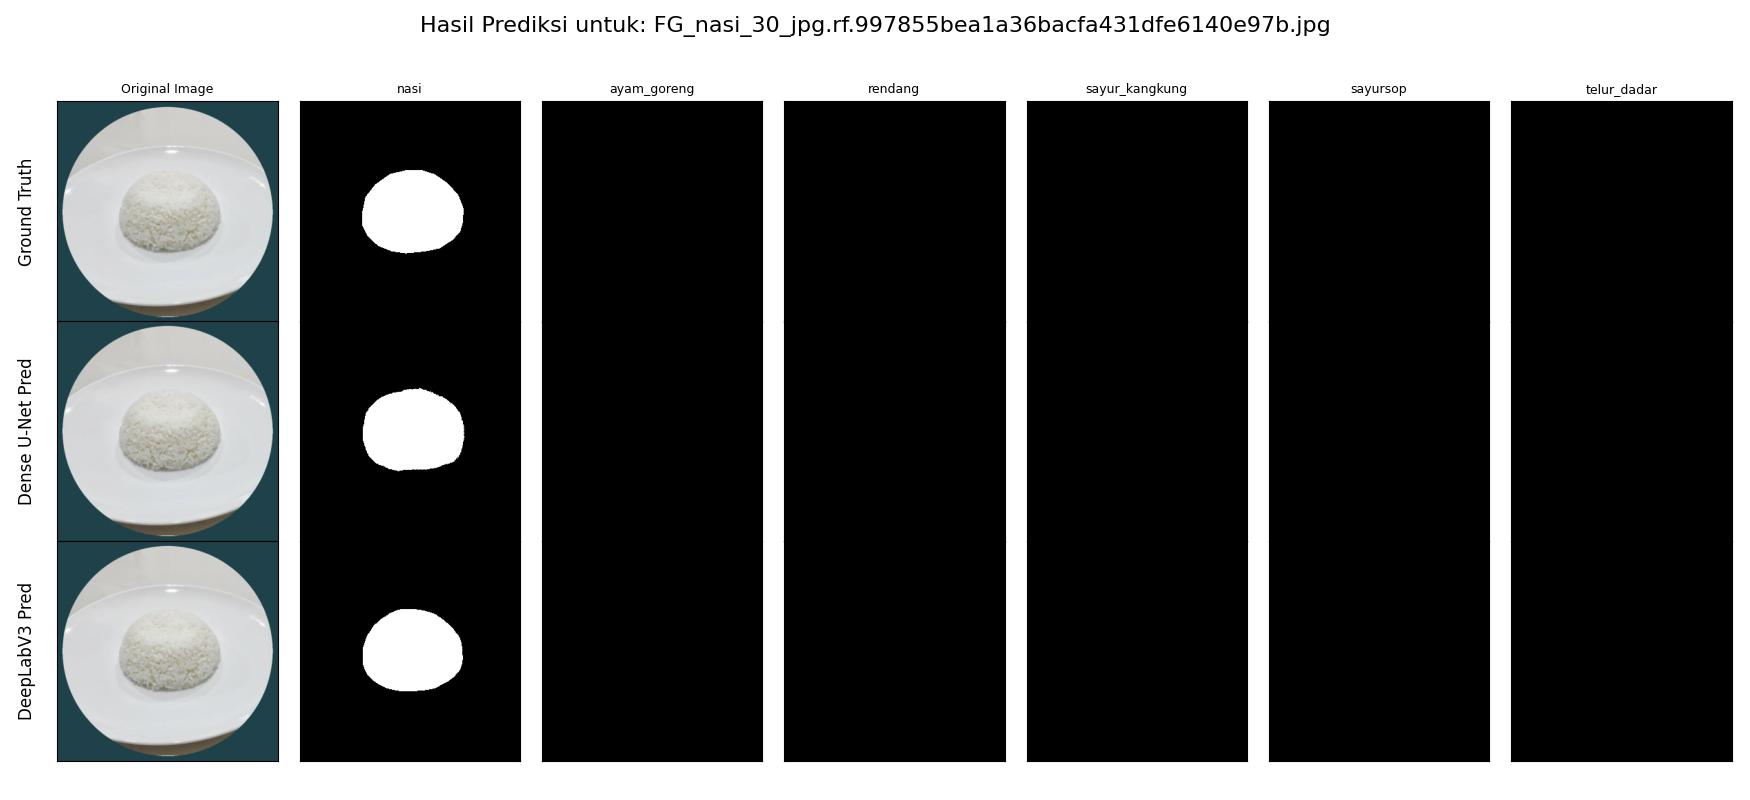 Hasil Prediksi untuk: FG_nasi_30_jpg.rf.997855bea1a36bacfa431dfe6140e97b.jpg
Original Image
nasi
ayam_goreng
rendang
sayur_kangkung
sayursop
telur_dadar
Ground Truth
Dense U-Net Pred
DeepLabV3 Pred